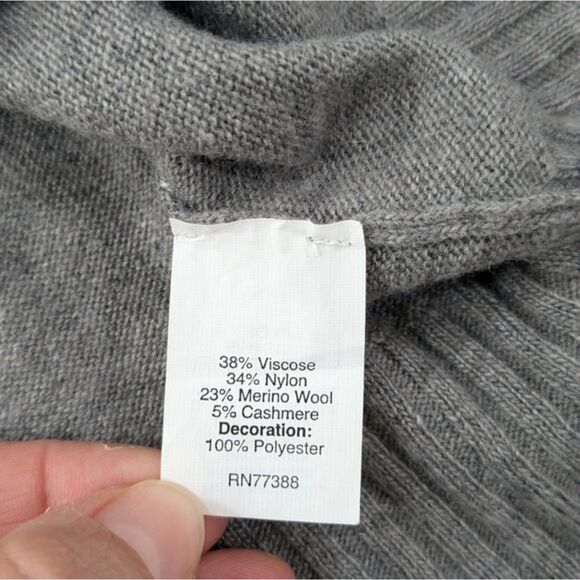 38% Viscose
34% Nylon
23% Merino Wool
5% Cashmere
Decoration:
100% Polyester
RN77388